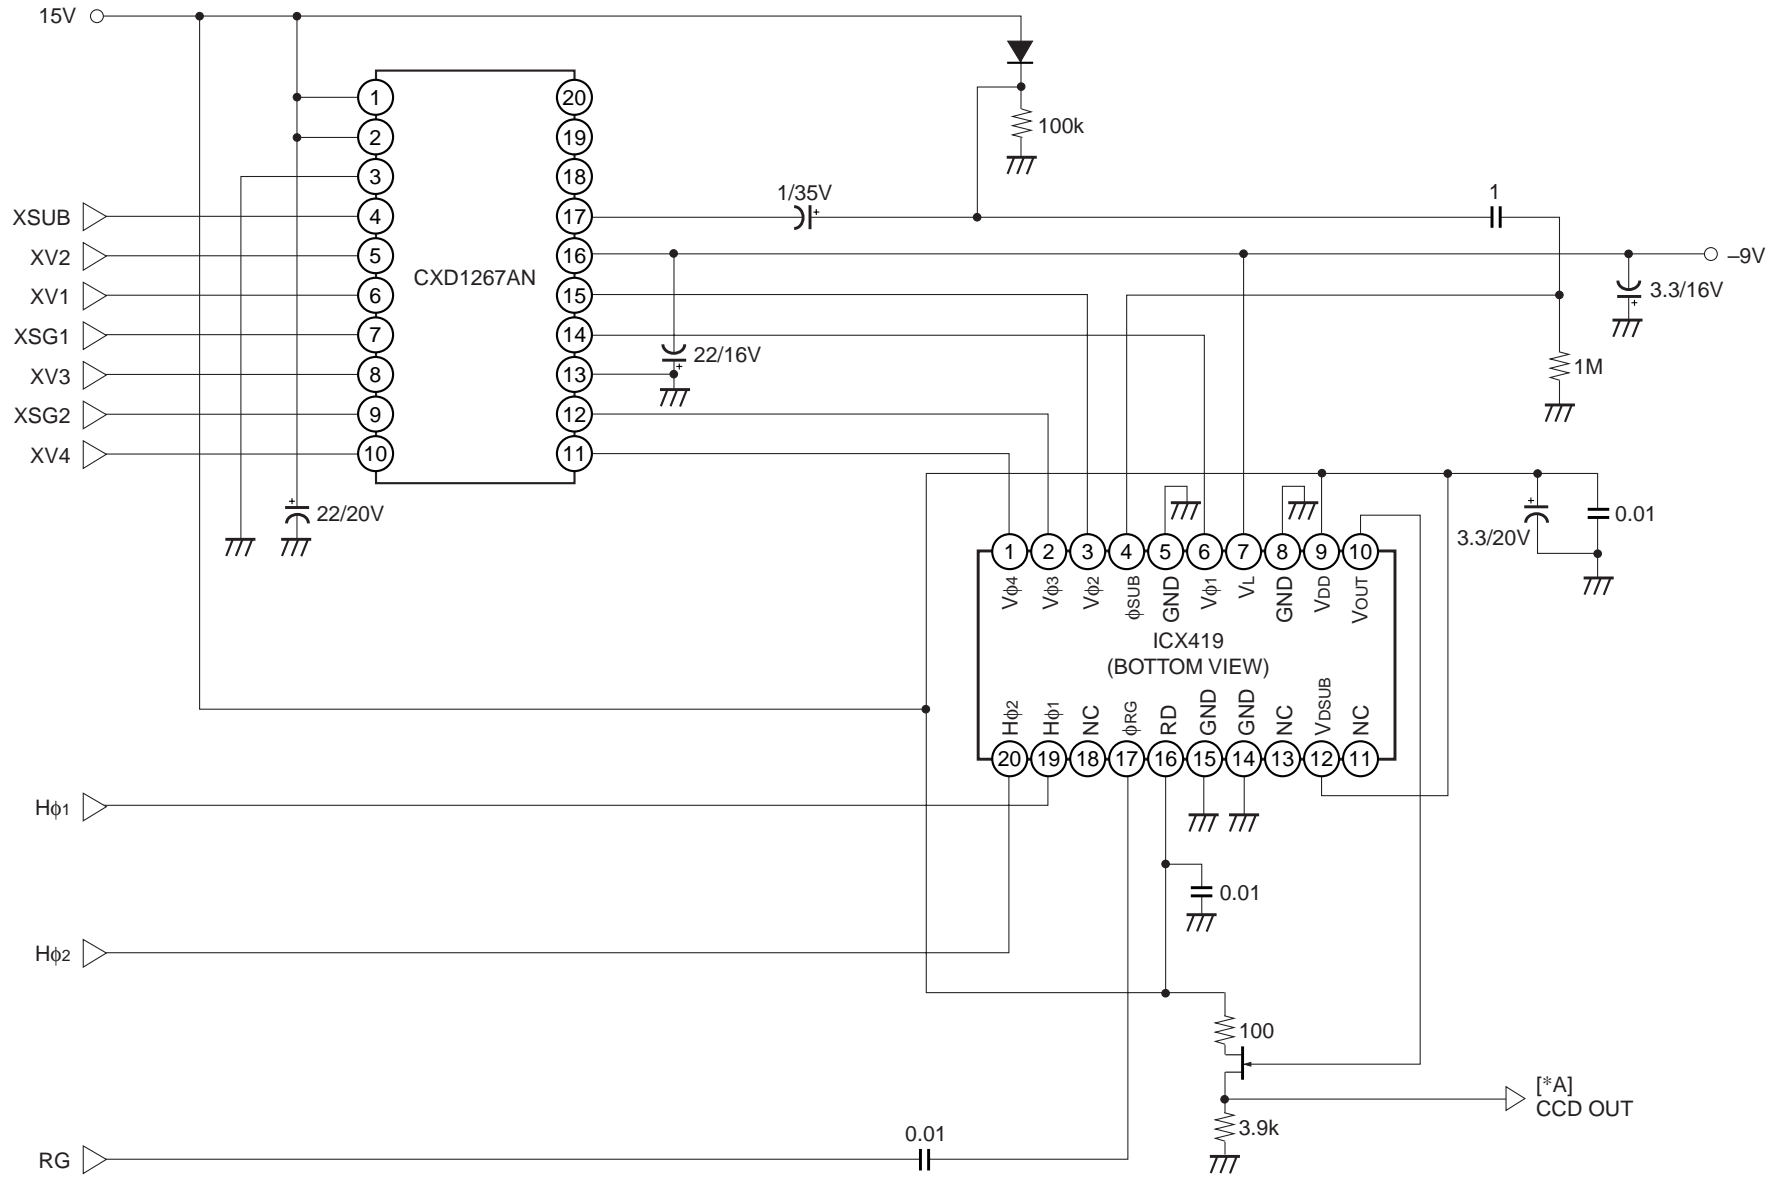 15V
1
20
2
19
100k
3
18
1/35V
1
XSUB
4
17
XV2
5
16
–9V
CXD1267AN
XV1
6
15
3.3/16V
XSG1
7
14
22/16V
XV3
8
13
1M
XSG2
9
12
XV4
10
11
22/20V
3.3/20V
0.01
1 2 3 4 5 6 7 8 9 10
Vϕ4 Vϕ3 Vϕ2 ϕSUB GND Vϕ1 VL GND VDD VOUT
ICX419
(BOTTOM VIEW)
Hϕ2 Hϕ1 NC ϕRG RD GND GND NC VDSUB NC
20 19 18 17 16 15 14 13 12 11
Hϕ1
0.01
Hϕ2
100
[*A]
CCD OUT
3.9k
0.01
RG
+
+
+
+
+